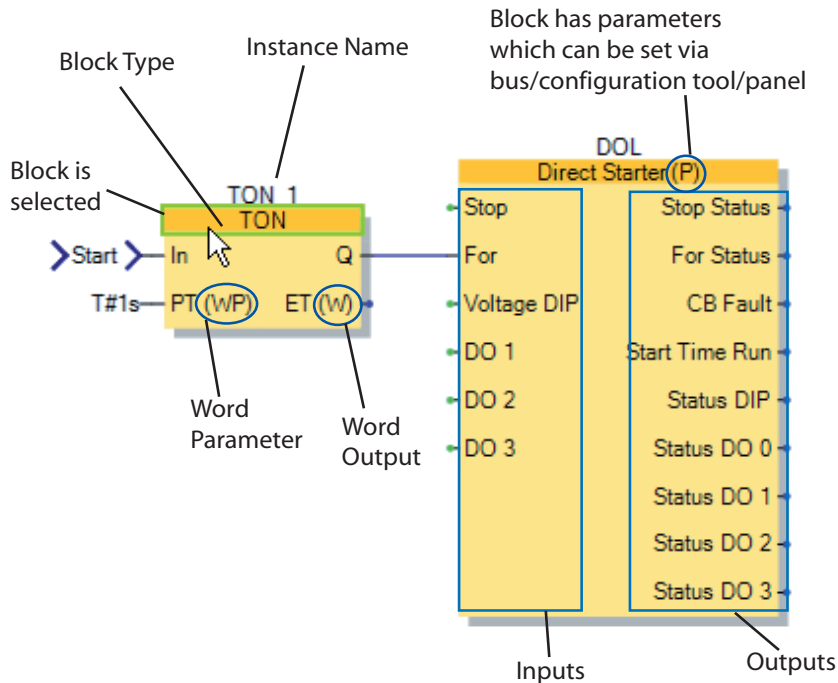 Block has parameters
which can be set via
bus/configuration tool/panel
Instance Name
Block Type
Block is
selected
TON_1
TON
Start
In
Q
T#1s
PT (WP)
ET (W)
Word
Parameter
Word
Output
DOL
Direct Starter (P)
Stop
Stop Status
For
For Status
Voltage DIP
CB Fault
DO 1
Start Time Run
DO 2
Status DIP
DO 3
Status DO 0
Status DO 1
Status DO 2
Status DO 3
Inputs
Outputs